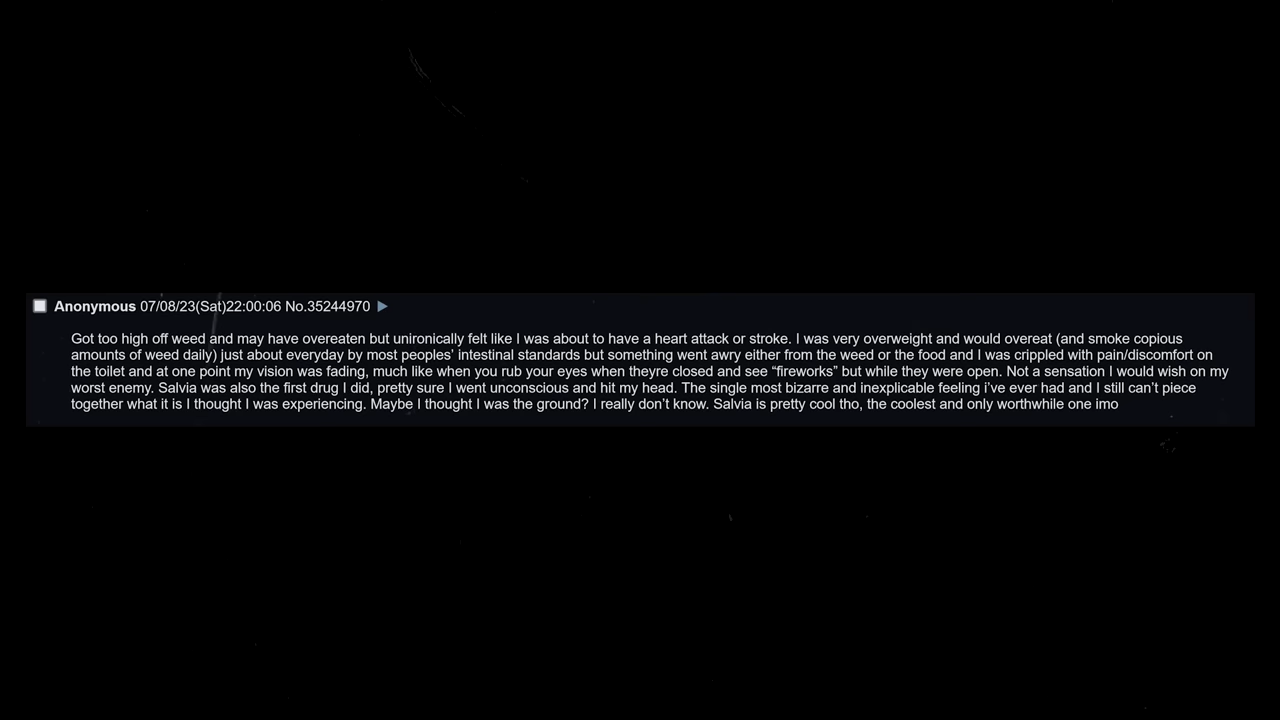 Anonymous 07/08/23(Sat)22:00:06 No.35244970
Got too high off weed and may have overeaten but unironically felt like I was about to have a heart attack or stroke. I was very overweight and would overeat (and smoke copious
amounts of weed daily) just about everyday by most peoples’ intestinal standards but something went awry either from the weed or the food and I was crippled with pain/discomfort on
the toilet and at one point my vision was fading, much like when you rub your eyes when theyre closed and see “fireworks” but while they were open. Not a sensation I would wish on my
worst enemy. Salvia was also the first drug I did, pretty sure I went unconscious and hit my head. The single most bizarre and inexplicable feeling i’ve ever had and I still can’t piece
together what it is I thought I was experiencing. Maybe I thought I was the ground? I really don’t know. Salvia is pretty cool tho, the coolest and only worthwhile one imo